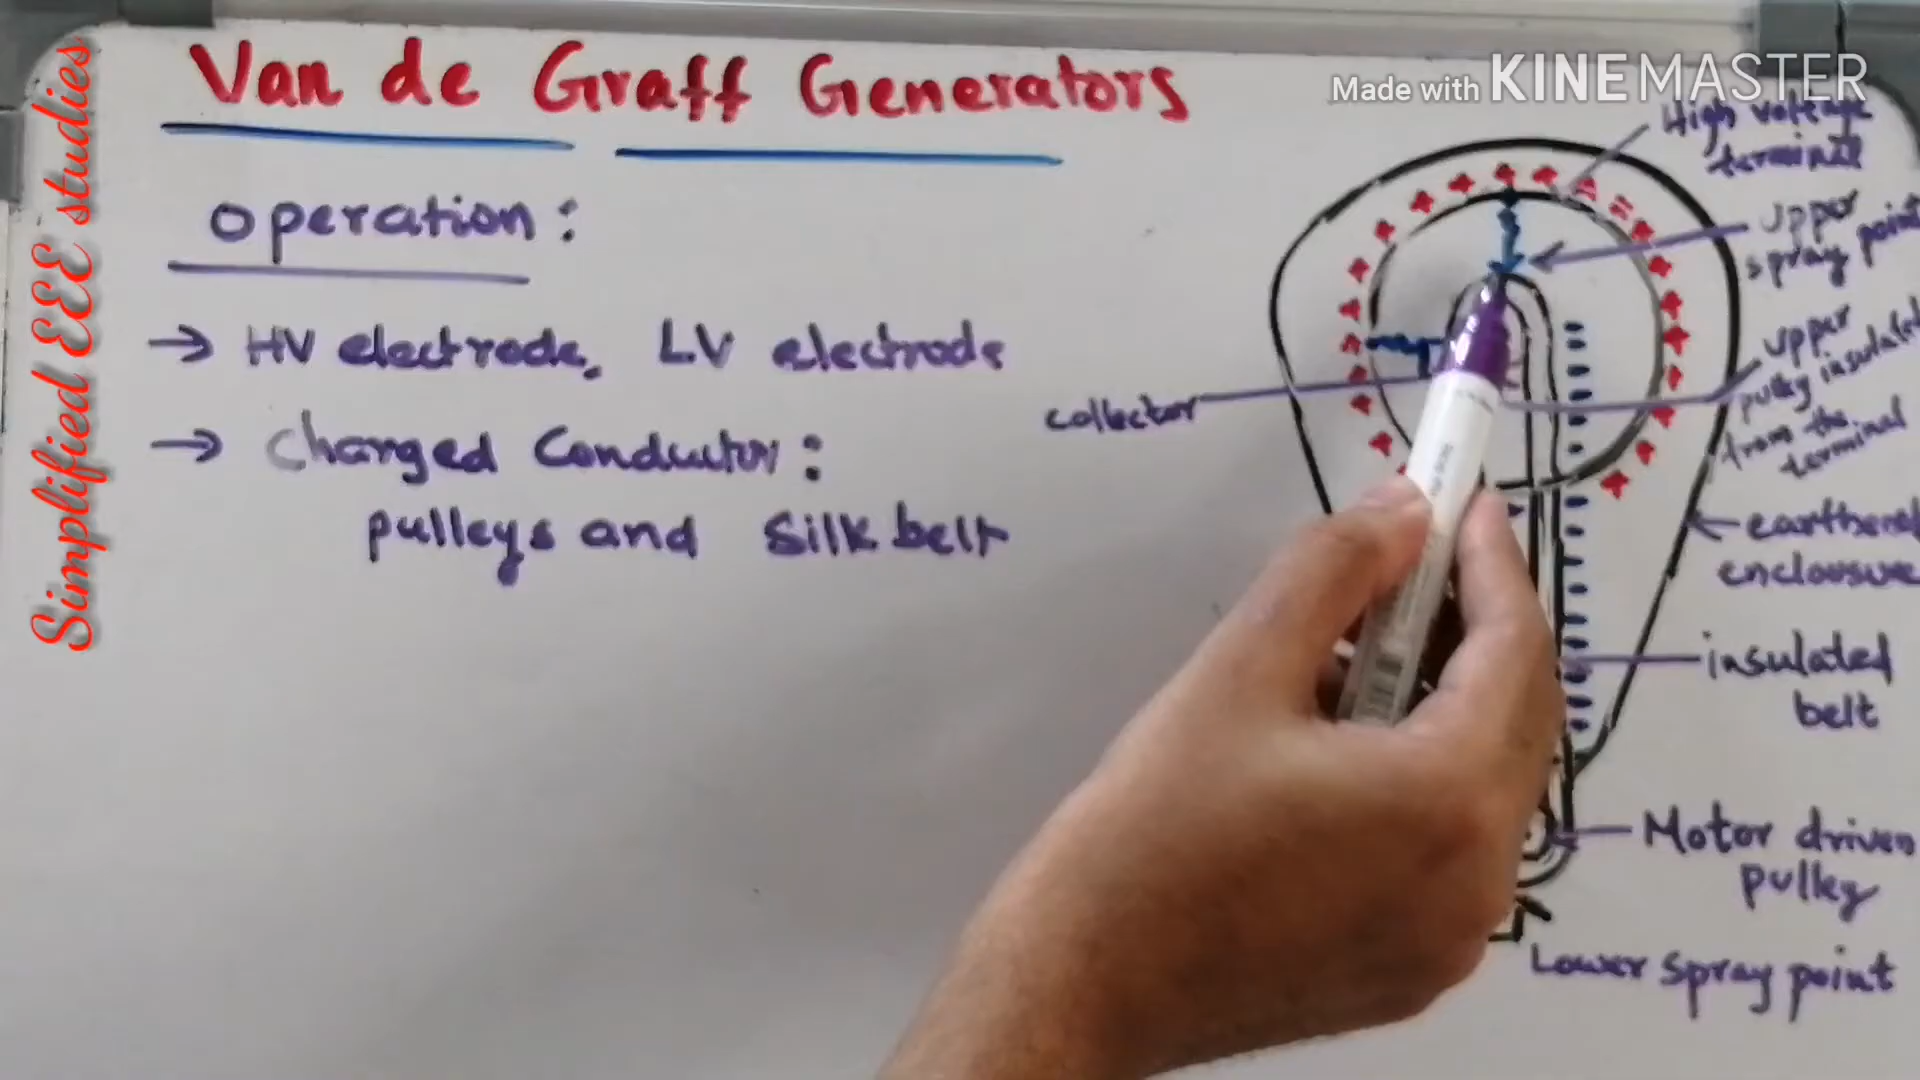 Van de Graff Generators
Made with KINEMASTER
Simplified EEE studies
operation:
→ HV electrode. LV electrode
→ Charged Conductor:
pulleys and Silk belt
High voltage
terminal
upper
spray point
collector
upper
pulley insulated
from the
terminal
earthened
enclousure
insulated
belt
Motor driven
pulley
Lower spray point